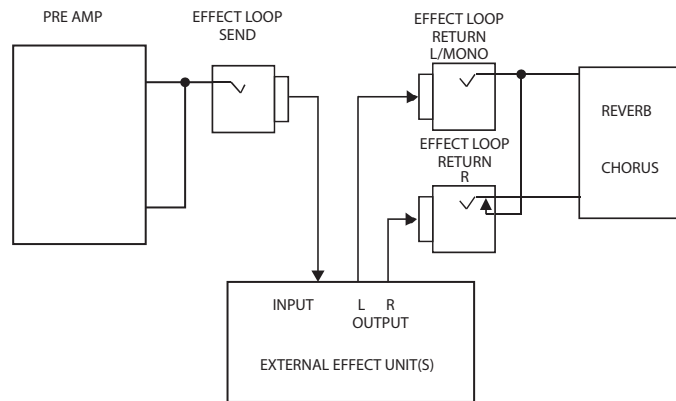 PRE AMP
EFFECT LOOP
SEND
EFFECT LOOP
RETURN
L/MONO
EFFECT LOOP
RETURN
R
REVERB
CHORUS
INPUT L R
OUTPUT
EXTERNAL EFFECT UNIT(S)